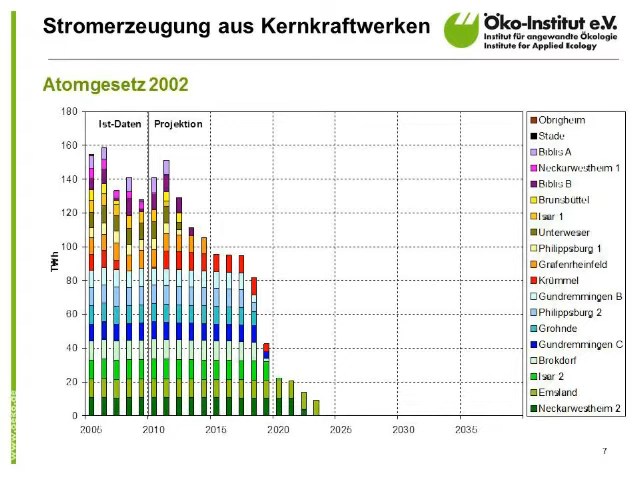 Stromerzeugung aus Kernkraftwerken
Öko-Institut e.V.
Institut für angewandte Ökologie
Institute for Applied Ecology
Atomgesetz 2002
180
160
140
120
100
80
60
40
20
0
TWh
Ist-Daten
Projektion
2005
2010
2015
2020
2025
2030
2035
Obrigheim
Stade
Biblis A
Neckarwestheim 1
Biblis B
Brunsbüttel
Isar 1
Unterweser
Philippsburg 1
Grafenrheinfeld
Krümmel
Gundremmingen B
Philippsburg 2
Grohnde
Gundremmingen C
Brokdorf
Isar 2
Emsland
Neckarwestheim 2
www.oeko.de
7